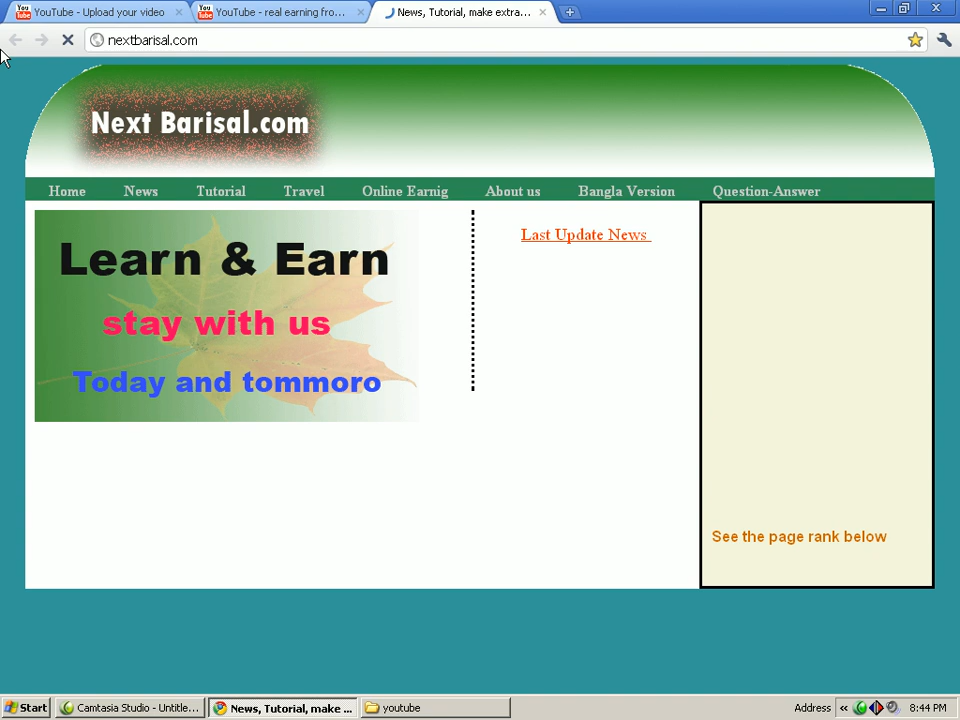 YouTube - Upload your video
YouTube - real earning fro...
News, Tutorial, make extra...
nextbarisal.com
Next Barisal.com
Home News Tutorial Travel Online Earnig About us Bangla Version Question-Answer
Learn & Earn
stay with us
Today and tommoro
Last Update News
See the page rank below
Start Camtasia Studio - Untitle... News, Tutorial, make ... youtube Address « 8:44 PM